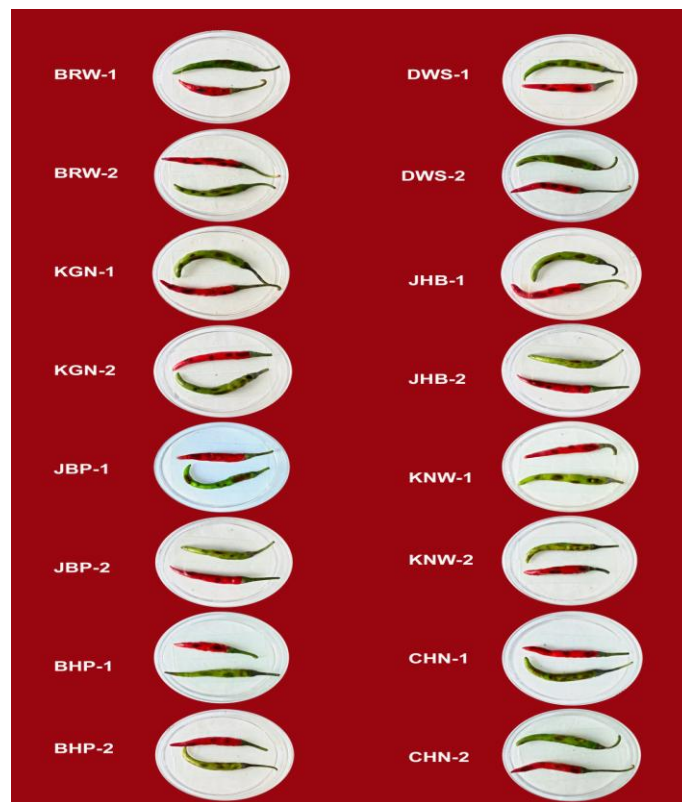 BRW-1
BRW-2
KGN-1
KGN-2
JBP-1
JBP-2
BHP-1
BHP-2
DWS-1
DWS-2
JHB-1
JHB-2
KNW-1
KNW-2
CHN-1
CHN-2